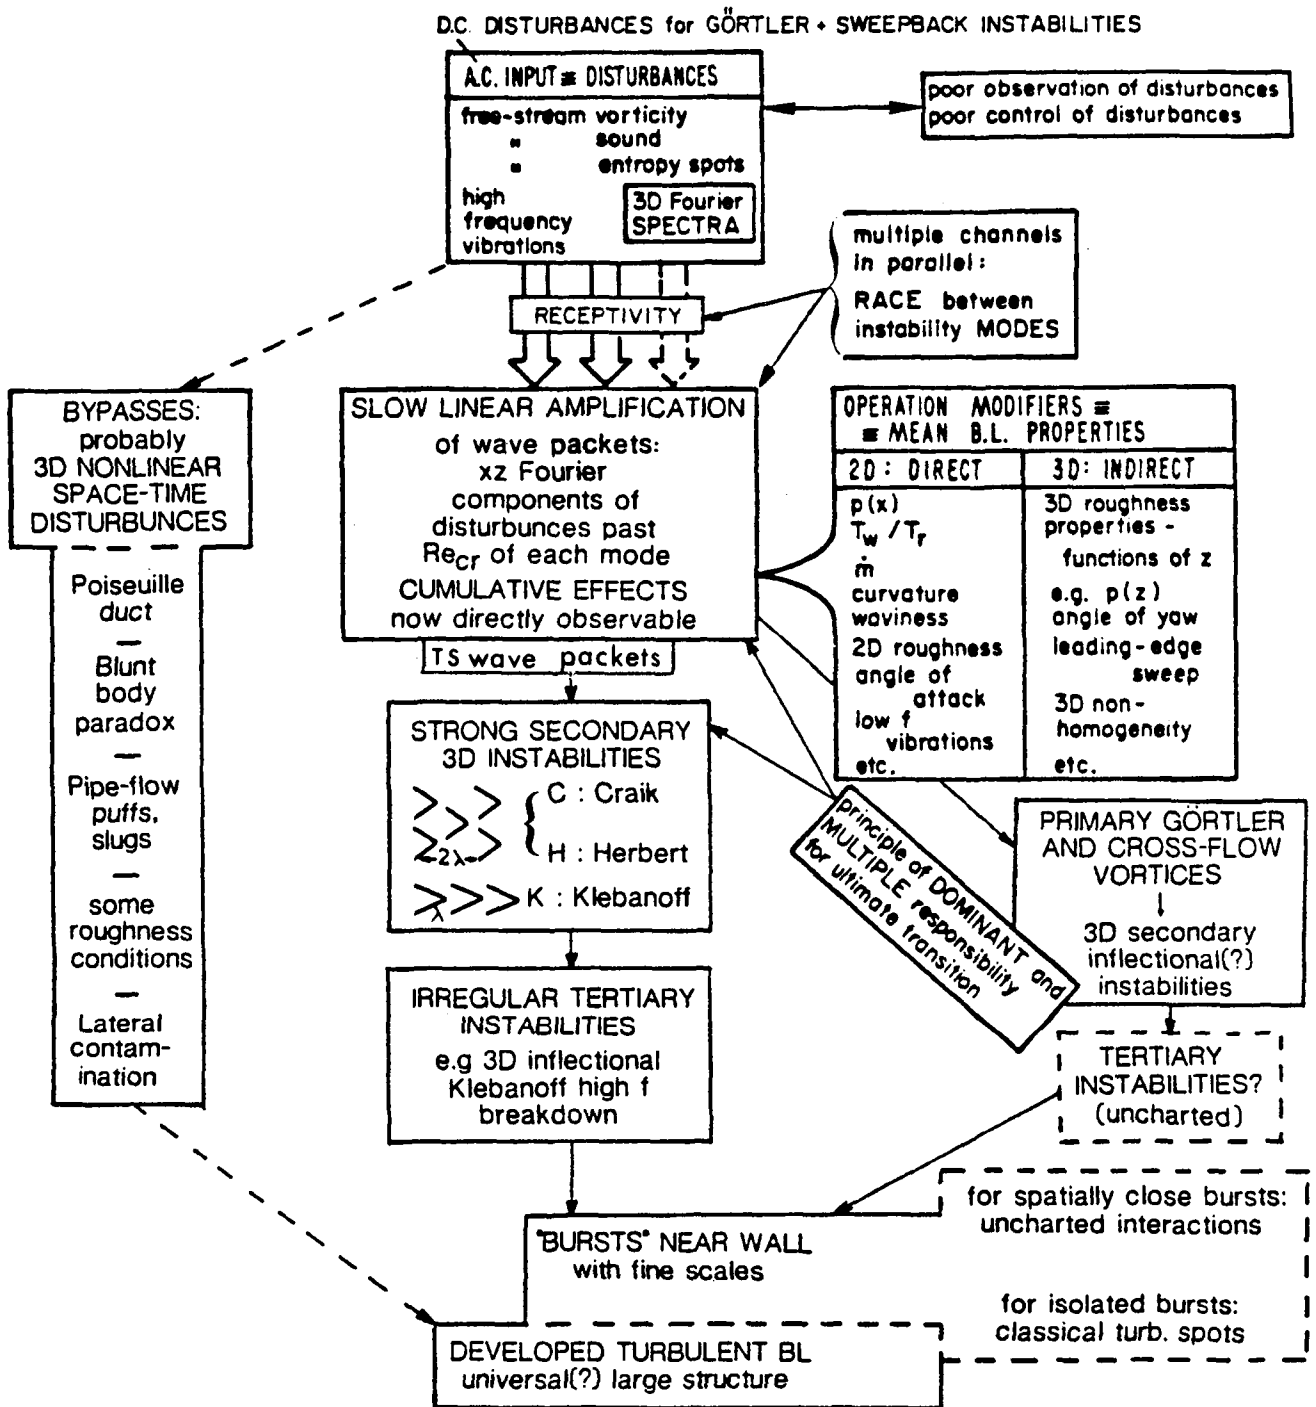 D.C. DISTURBANCES for GÖRTLER + SWEEPBACK INSTABILITIES
A.C. INPUT ≡ DISTURBANCES
free-stream vorticity
" sound
" entropy spots
high
frequency
vibrations
3D Fourier
SPECTRA
poor observation of disturbances
poor control of disturbances
multiple channels
in parallel:
RACE between
instability MODES
RECEPTIVITY
BYPASSES:
probably
3D NONLINEAR
SPACE-TIME
DISTURBUNCES
Poiseuille
duct
—
Blunt
body
paradox
—
Pipe-flow
puffs,
slugs
—
some
roughness
conditions
—
Lateral
contam-
ination
SLOW LINEAR AMPLIFICATION
of wave packets:
xz Fourier
components of
disturbunces past
Re_cr of each mode
CUMULATIVE EFFECTS
now directly observable
TS wave packets
OPERATION MODIFIERS ≡
≡ MEAN B.L. PROPERTIES
2D: DIRECT
p(x)
T_w / T_r
ṁ
curvature
waviness
2D roughness
angle of
attack
low f
vibrations
etc.
3D: INDIRECT
3D roughness
properties -
functions of z
e.g. p(z)
angle of yaw
leading-edge
sweep
3D non-
homogeneity
etc.
STRONG SECONDARY
3D INSTABILITIES
C : Craik
2λ
H : Herbert
λ
K : Klebanoff
principle of DOMINANT and
MULTIPLE responsibility
for ultimate transition
PRIMARY GÖRTLER
AND CROSS-FLOW
VORTICES
3D secondary
inflectional(?)
instabilities
IRREGULAR TERTIARY
INSTABILITIES
e.g 3D inflectional
Klebanoff high f
breakdown
TERTIARY
INSTABILITIES?
(uncharted)
"BURSTS" NEAR WALL
with fine scales
for spatially close bursts:
uncharted interactions
for isolated bursts:
classical turb. spots
DEVELOPED TURBULENT BL
universal(?) large structure